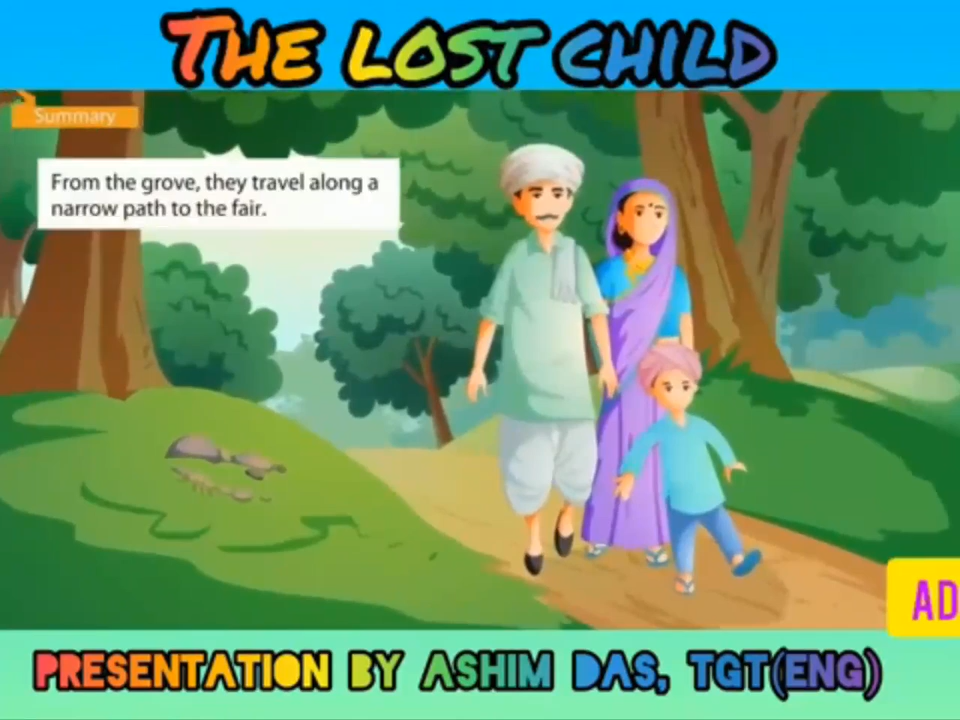 THE LOST CHILD
Summary
From the grove, they travel along a
narrow path to the fair.
AD
PRESENTATION BY ASHIM DAS, TGT(ENG)